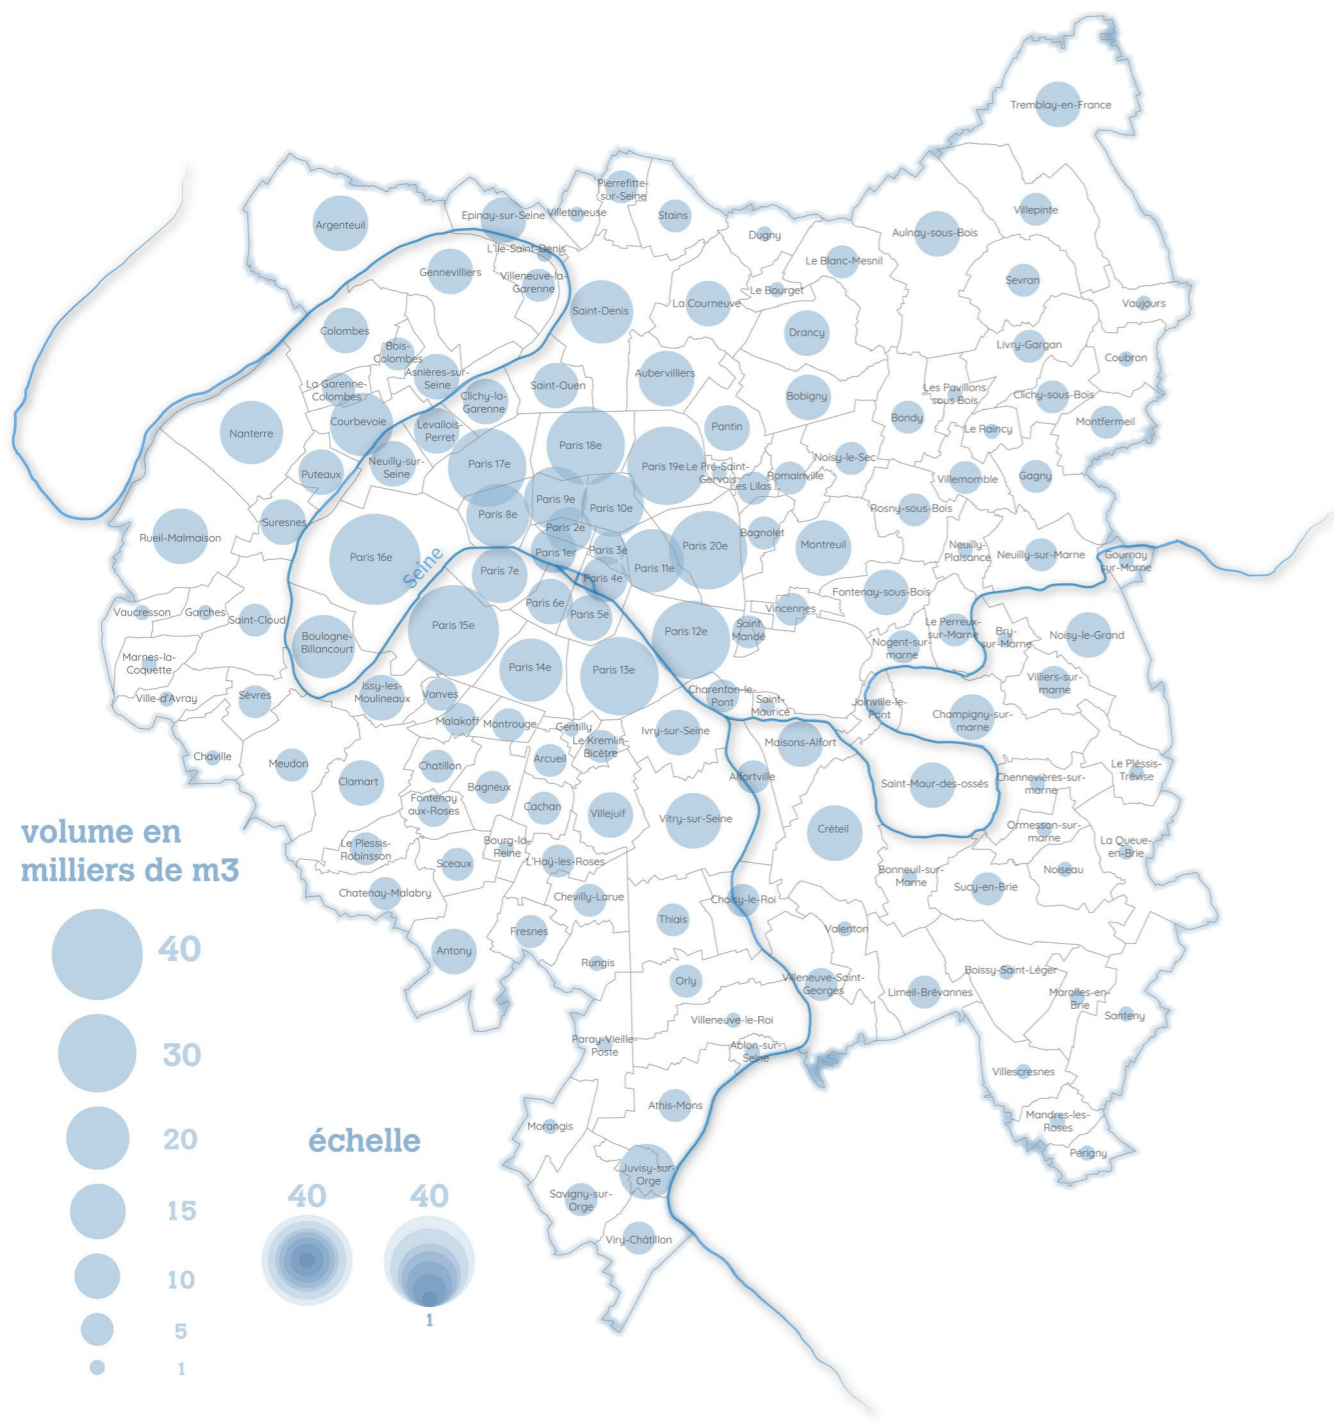 Tremblay-en-France
Pierrefitte-
sur-Seine
Argenteuil
Epinay-sur-Seine
Villetaneuse
Stains
Villepinte
Dugny
Aulnay-sous-Bois
L'Île-Saint-Denis
Gennevilliers
Villeneuve-la-
Garenne
Le Blanc-Mesnil
Sevran
Le Bourget
La Courneuve
Vaujours
Saint-Denis
Colombes
Drancy
Livry-Gargan
Bois-
Colombes
Coubron
Asnières-sur-
Seine
Aubervilliers
La Garenne-
Colombes
Saint-Ouen
Clichy-la-
Garenne
Bobigny
Les Pavillons
sous Bois
Clichy-sous-Bois
Courbevoie
Levallois-
Perret
Pantin
Bondy
Le Raincy
Montfermeil
Nanterre
Paris 18e
Neuilly-sur-
Seine
Paris 17e
Paris 19e
Le Pré-Saint-
Gervais
Noisy-le-Sec
Puteaux
Les Lilas
Romainville
Villemomble
Gagny
Paris 9e
Paris 10e
Paris 8e
Rosny-sous-Bois
Suresnes
Paris 2e
Rueil-Malmaison
Bagnolet
Paris 16e
Paris 1er
Paris 3e
Paris 20e
Montreuil
Neuilly-
Plaisance
Neuilly-sur-Marne
Gournay
sur-Marne
Seine
Paris 7e
Paris 4e
Paris 11e
Fontenay-sous-Bois
Paris 6e
Paris 5e
Vincennes
Vaucresson
Garches
Saint-Cloud
Paris 15e
Paris 12e
Saint
Mandé
Le Perreux-
sur-Marne
Bry-
sur-Marne
Noisy-le-Grand
Boulogne-
Billancourt
Nogent-sur-
marne
Marnes-la-
Coquette
Paris 14e
Paris 13e
Villiers-sur-
marne
Ville-d'Avray
Sèvres
Issy-les-
Moulineaux
Vanves
Charenton-le-
Pont
Saint-
Maurice
Joinville-le-
Pont
Champigny-sur-
marne
Malakoff
Montrouge
Gentilly
Ivry-sur-Seine
Le Kremlin-
Bicêtre
Maisons-Alfort
Chaville
Meudon
Chatillon
Arcueil
Alfortville
Le Pléssis-
Trévise
Clamart
Bagneux
Saint-Maur-des-ossés
Chennevières-sur-
marne
Fontenay
aux-Roses
Cachan
Villejuif
Vitry-sur-Seine
Créteil
Ormesson-sur-
marne
La Queue-
en-Brie
Le Plessis-
Robinsson
Bourg-la-
Reine
Sceaux
L'Haÿ-les-Roses
Bonneuil-sur-
Marne
Noiseau
Sucy-en-Brie
Chatenay-Malabry
Chevilly-Larue
Choisy-le-Roi
Thiais
Valenton
Antony
Fresnes
Rungis
Boissy-Saint-Léger
Orly
Villeneuve-Saint-
Georges
Limeil-Brévannes
Marolles-en-
Brie
Santeny
Villeneuve-le-Roi
Paray-Vieille-
Poste
Ablon-sur-
Seine
Villescresnes
Athis-Mons
Morangis
Mandres-les-
Roses
Périgny
Juvisy-sur-
Orge
Savigny-sur-
Orge
Viry-Châtillon
volume en
milliers de m3
40
30
20
15
10
5
1
échelle
40
40
1